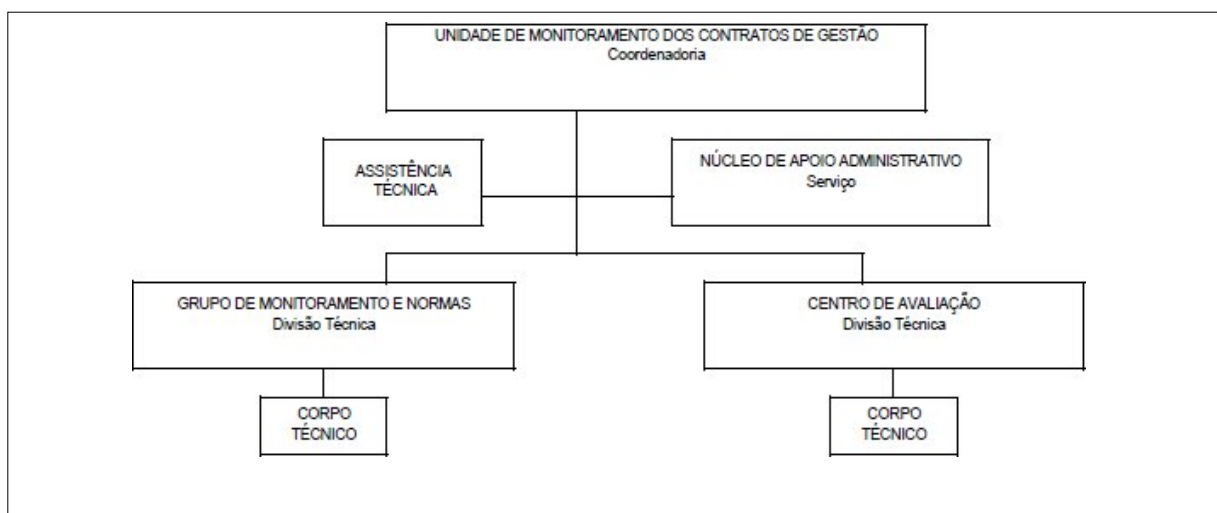 UNIDADE DE MONITORAMENTO DOS CONTRATOS DE GESTÃO
Coordenadoria
ASSISTÊNCIA
TÉCNICA
NÚCLEO DE APOIO ADMINISTRATIVO
Serviço
GRUPO DE MONITORAMENTO E NORMAS
Divisão Técnica
CENTRO DE AVALIAÇÃO
Divisão Técnica
CORPO
TÉCNICO
CORPO
TÉCNICO